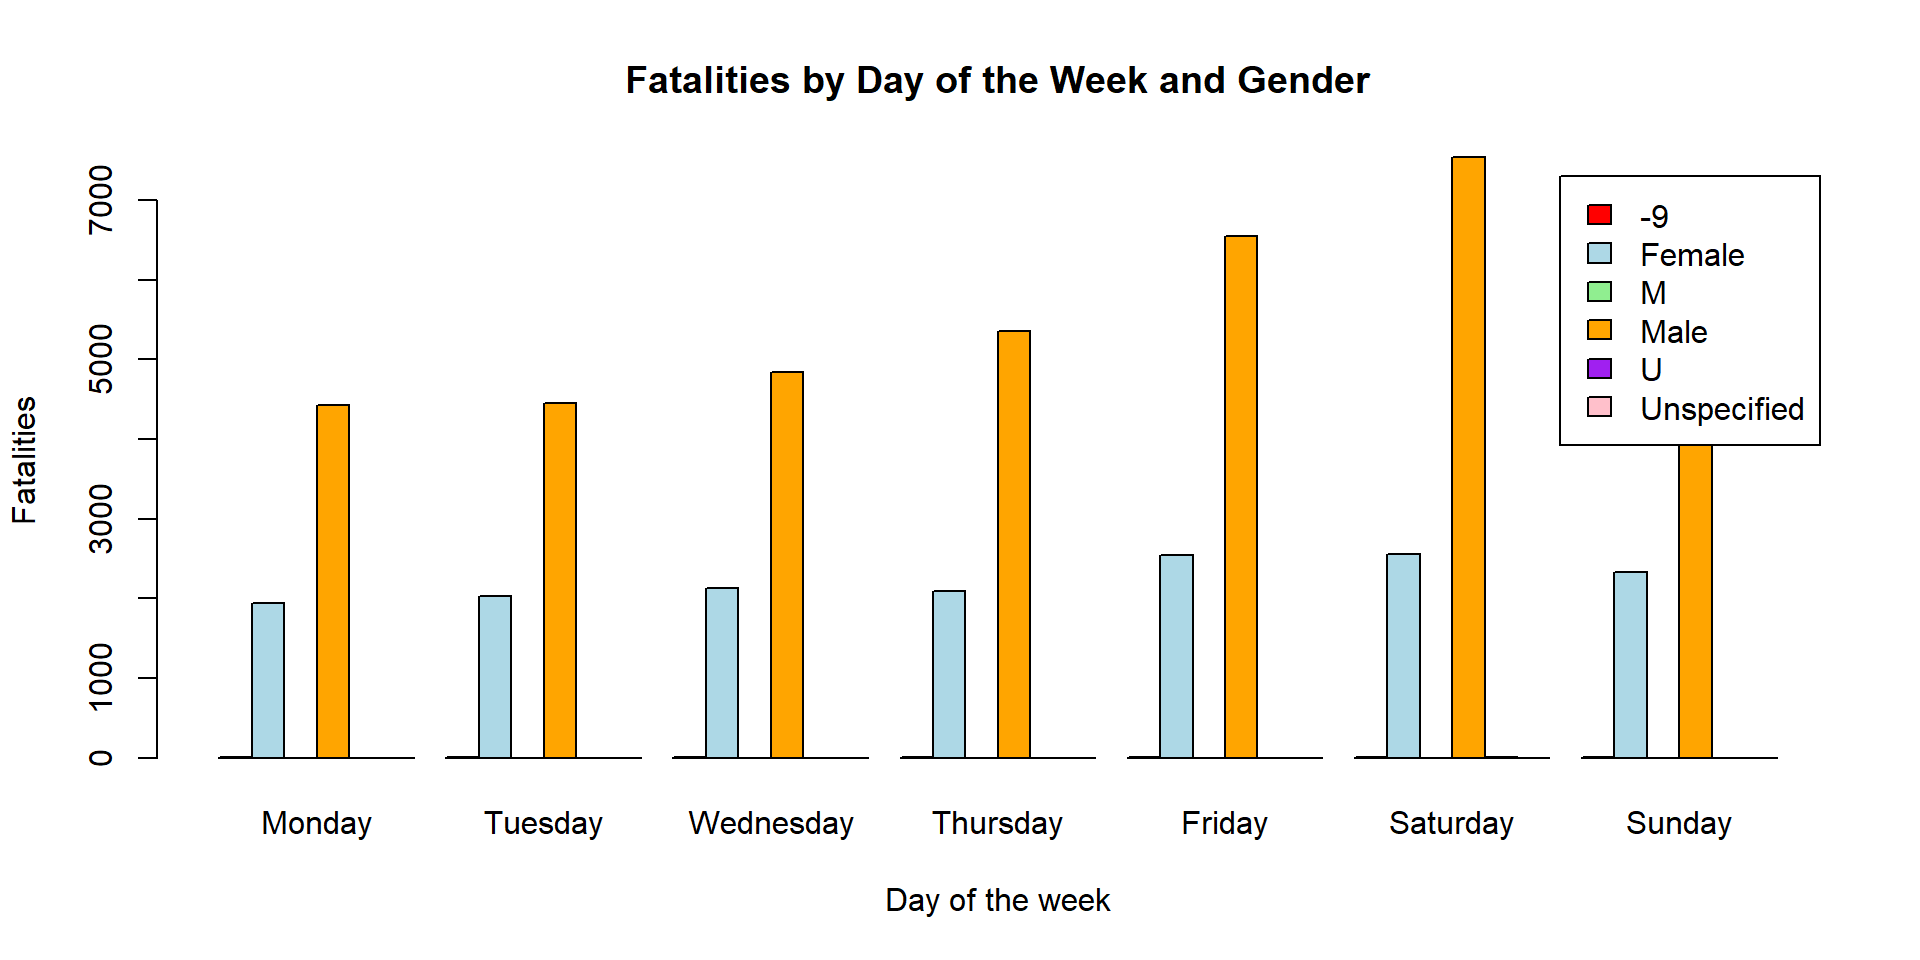 Fatalities by Day of the Week and Gender
7000
5000
3000
1000
0
Fatalities
-9
Female
M
Male
U
Unspecified
Monday Tuesday Wednesday Thursday Friday Saturday Sunday
Day of the week